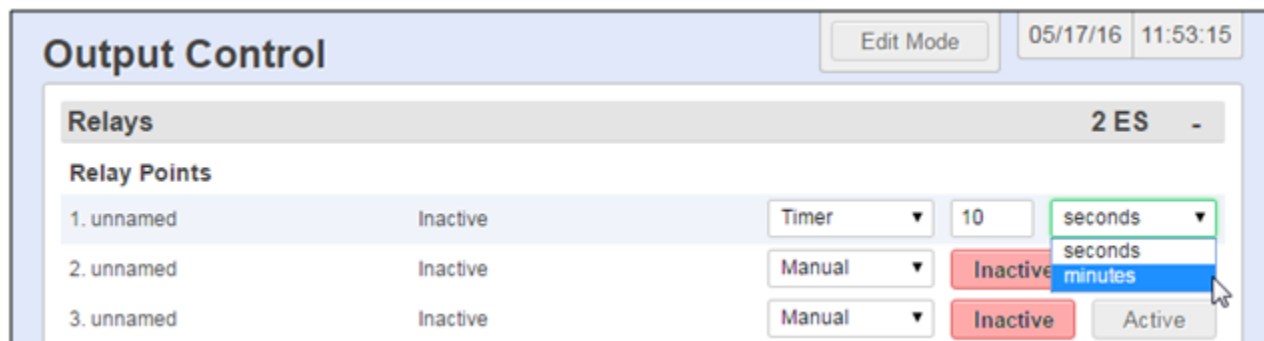 Output Control
Edit Mode
05/17/16 11:53:15
Relays 2 ES -
Relay Points
1. unnamed Inactive Timer 10 seconds
seconds
2. unnamed Inactive Manual Inactive
minutes
3. unnamed Inactive Manual Inactive Active